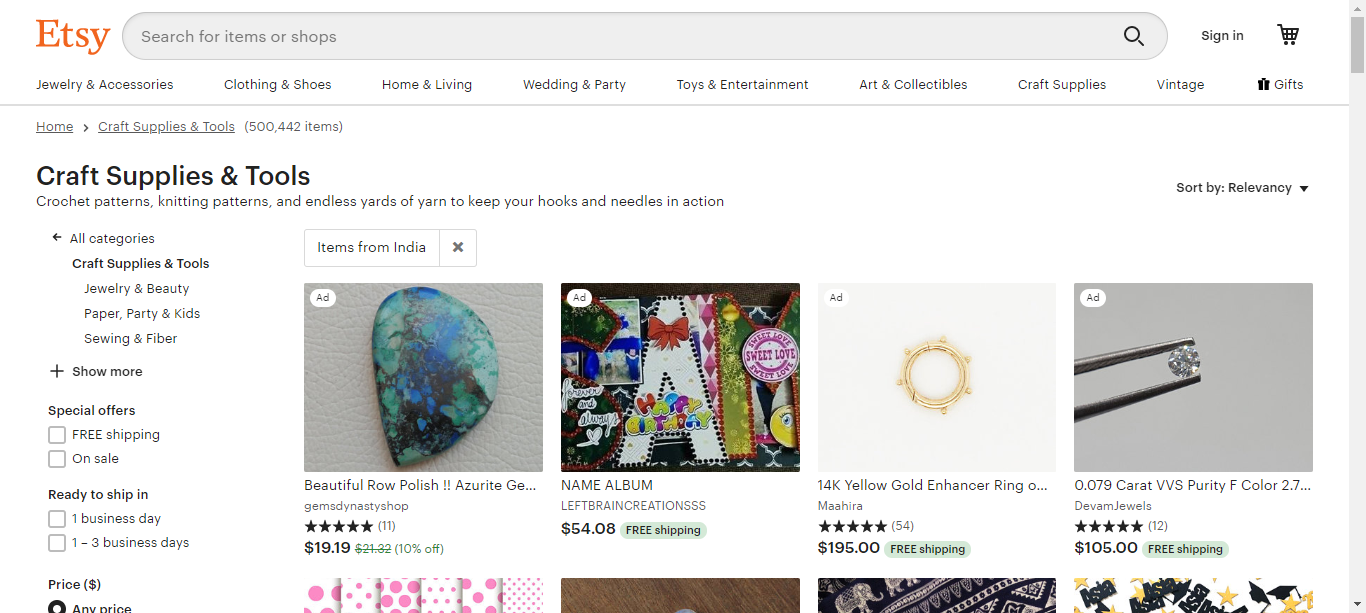 Etsy
Search for items or shops
Sign in
Jewelry & Accessories
Clothing & Shoes
Home & Living
Wedding & Party
Toys & Entertainment
Art & Collectibles
Craft Supplies
Vintage
Gifts
Home > Craft Supplies & Tools (500,442 items)
Craft Supplies & Tools
Crochet patterns, knitting patterns, and endless yards of yarn to keep your hooks and needles in action
Sort by: Relevancy
All categories
Craft Supplies & Tools
Jewelry & Beauty
Paper, Party & Kids
Sewing & Fiber
Show more
Special offers
FREE shipping
On sale
Ready to ship in
1 business day
1 – 3 business days
Price ($)
Any price
Items from India
Ad
Beautiful Row Polish !! Azurite Ge...
gemsdynastyshop
(11)
$19.19 $21.32 (10% off)
Ad
SWEET LOVE
SWEET LOVE
SWEET LOVE
forever
and
always
HAPPY
BIRTHDAY
NAME ALBUM
LEFTBRAINCREATIONSSS
$54.08 FREE shipping
Ad
14K Yellow Gold Enhancer Ring o...
Maahira
(54)
$195.00 FREE shipping
Ad
0.079 Carat VVS Purity F Color 2.7...
DevamJewels
(12)
$105.00 FREE shipping